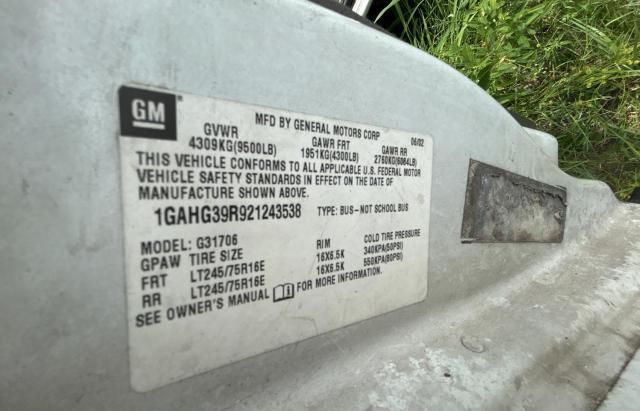 GM
MFD BY GENERAL MOTORS CORP 06/02
GVWR GAWR FRT GAWR RR
4309KG(9500LB) 1951KG(4300LB) 2760KG(6084LB)
THIS VEHICLE CONFORMS TO ALL APPLICABLE U.S. FEDERAL MOTOR
VEHICLE SAFETY STANDARDS IN EFFECT ON THE DATE OF
MANUFACTURE SHOWN ABOVE.
1GAHG39R921243538 TYPE: BUS-NOT SCHOOL BUS
MODEL: G31706
GPAW TIRE SIZE RIM COLD TIRE PRESSURE
FRT LT245/75R16E 16X6.5K 340KPA(50PSI)
RR LT245/75R16E 16X6.5K 550KPA(80PSI)
SEE OWNER'S MANUAL FOR MORE INFORMATION.